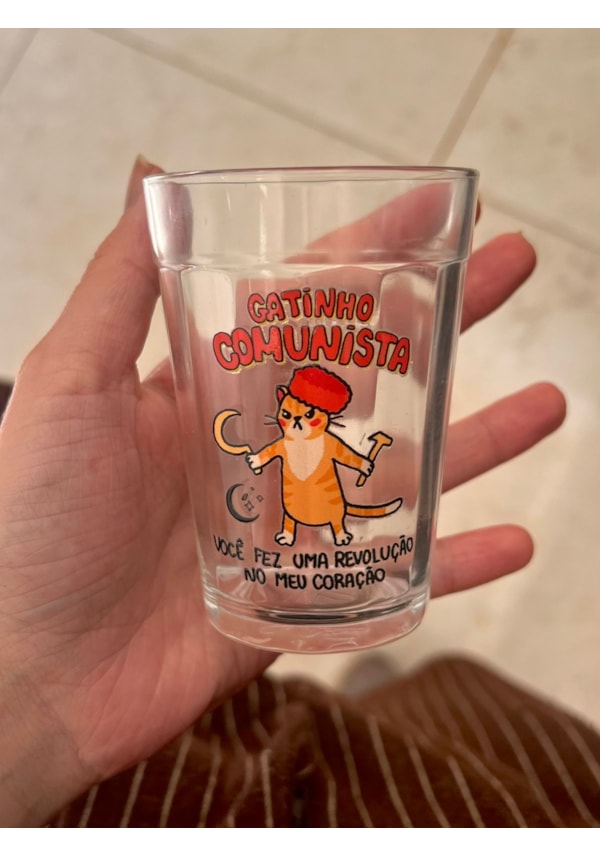 GATINHO
COMUNISTA
VOCÊ FEZ UMA REVOLUÇÃO
NO MEU CORAÇÃO